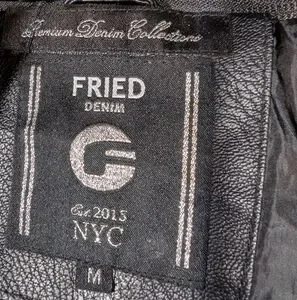 Premium Denim Collections
FRIED
DENIM
Est. 2015
NYC
M